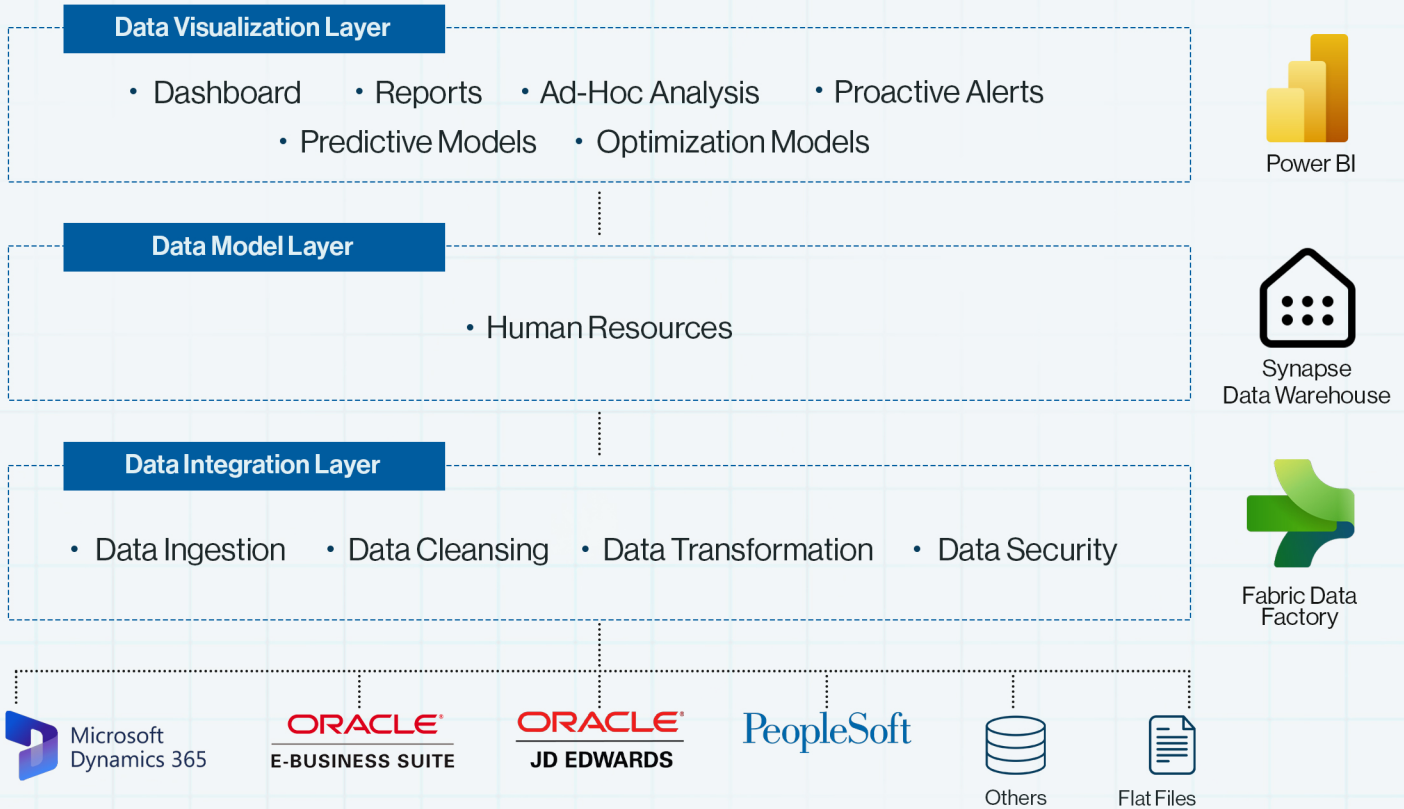 Data Visualization Layer
• Dashboard • Reports • Ad-Hoc Analysis • Proactive Alerts
• Predictive Models • Optimization Models
Power BI
Data Model Layer
• Human Resources
Synapse
Data Warehouse
Data Integration Layer
• Data Ingestion • Data Cleansing • Data Transformation • Data Security
Fabric Data
Factory
Microsoft
Dynamics 365
ORACLE®
E-BUSINESS SUITE
ORACLE®
JD EDWARDS
PeopleSoft
Others
Flat Files